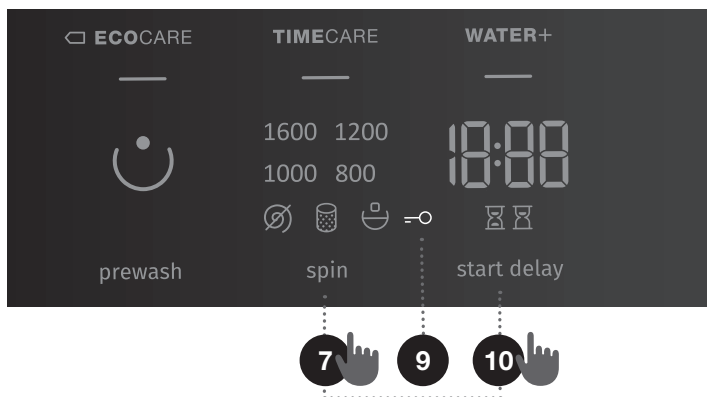 ECOCARE TIMECARE WATER+
1600 1200
1000 800
18:88
prewash spin start delay
7 9 10